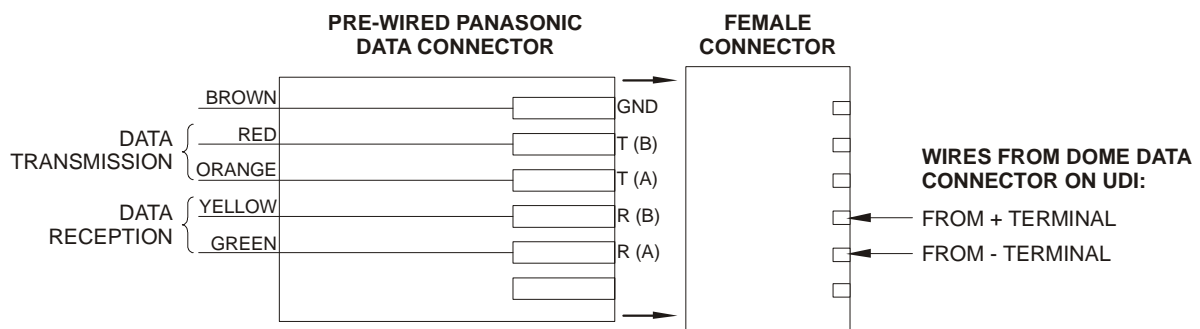 PRE-WIRED PANASONIC
DATA CONNECTOR
FEMALE
CONNECTOR
BROWN
GND
DATA
TRANSMISSION
RED
T (B)
ORANGE
T (A)
DATA
RECEPTION
YELLOW
R (B)
GREEN
R (A)
WIRES FROM DOME DATA
CONNECTOR ON UDI:
FROM + TERMINAL
FROM - TERMINAL